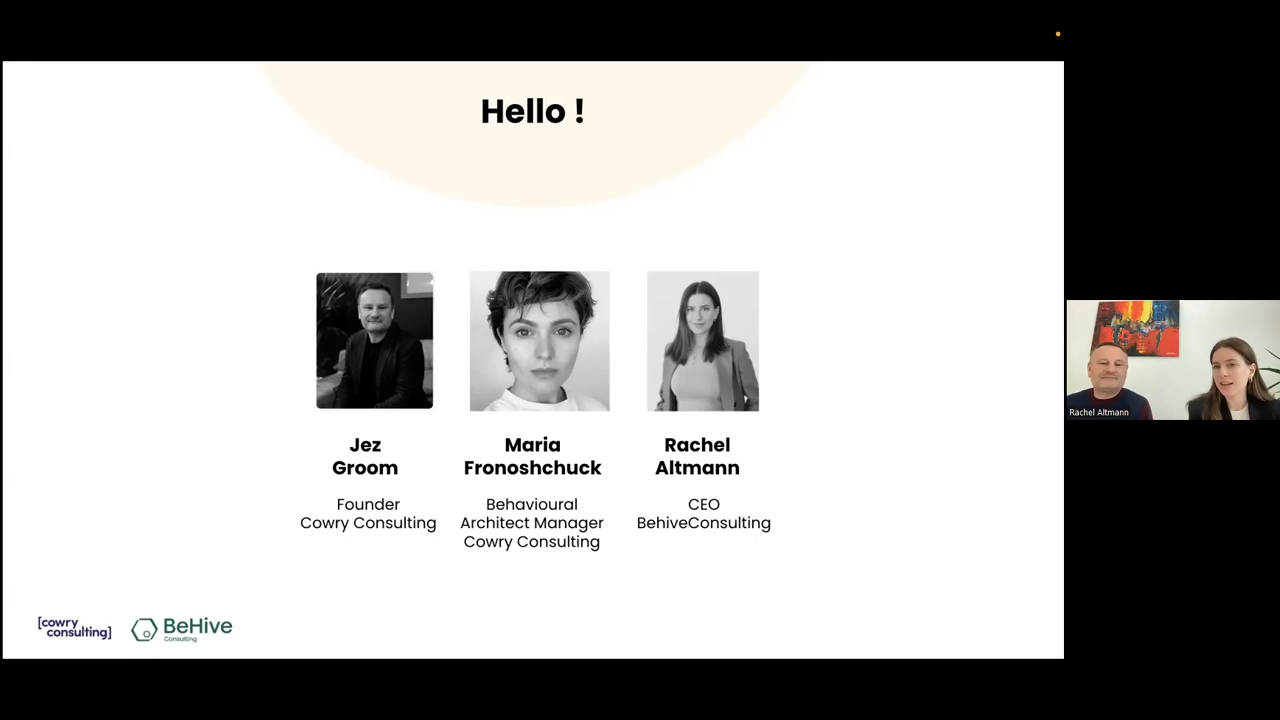 Hello !
Jez
Groom
Founder
Cowry Consulting
Maria
Fronoshchuck
Behavioural
Architect Manager
Cowry Consulting
Rachel
Altmann
CEO
BehiveConsulting
[cowry
consulting]
BeHive
Consulting
Rachel Altmann